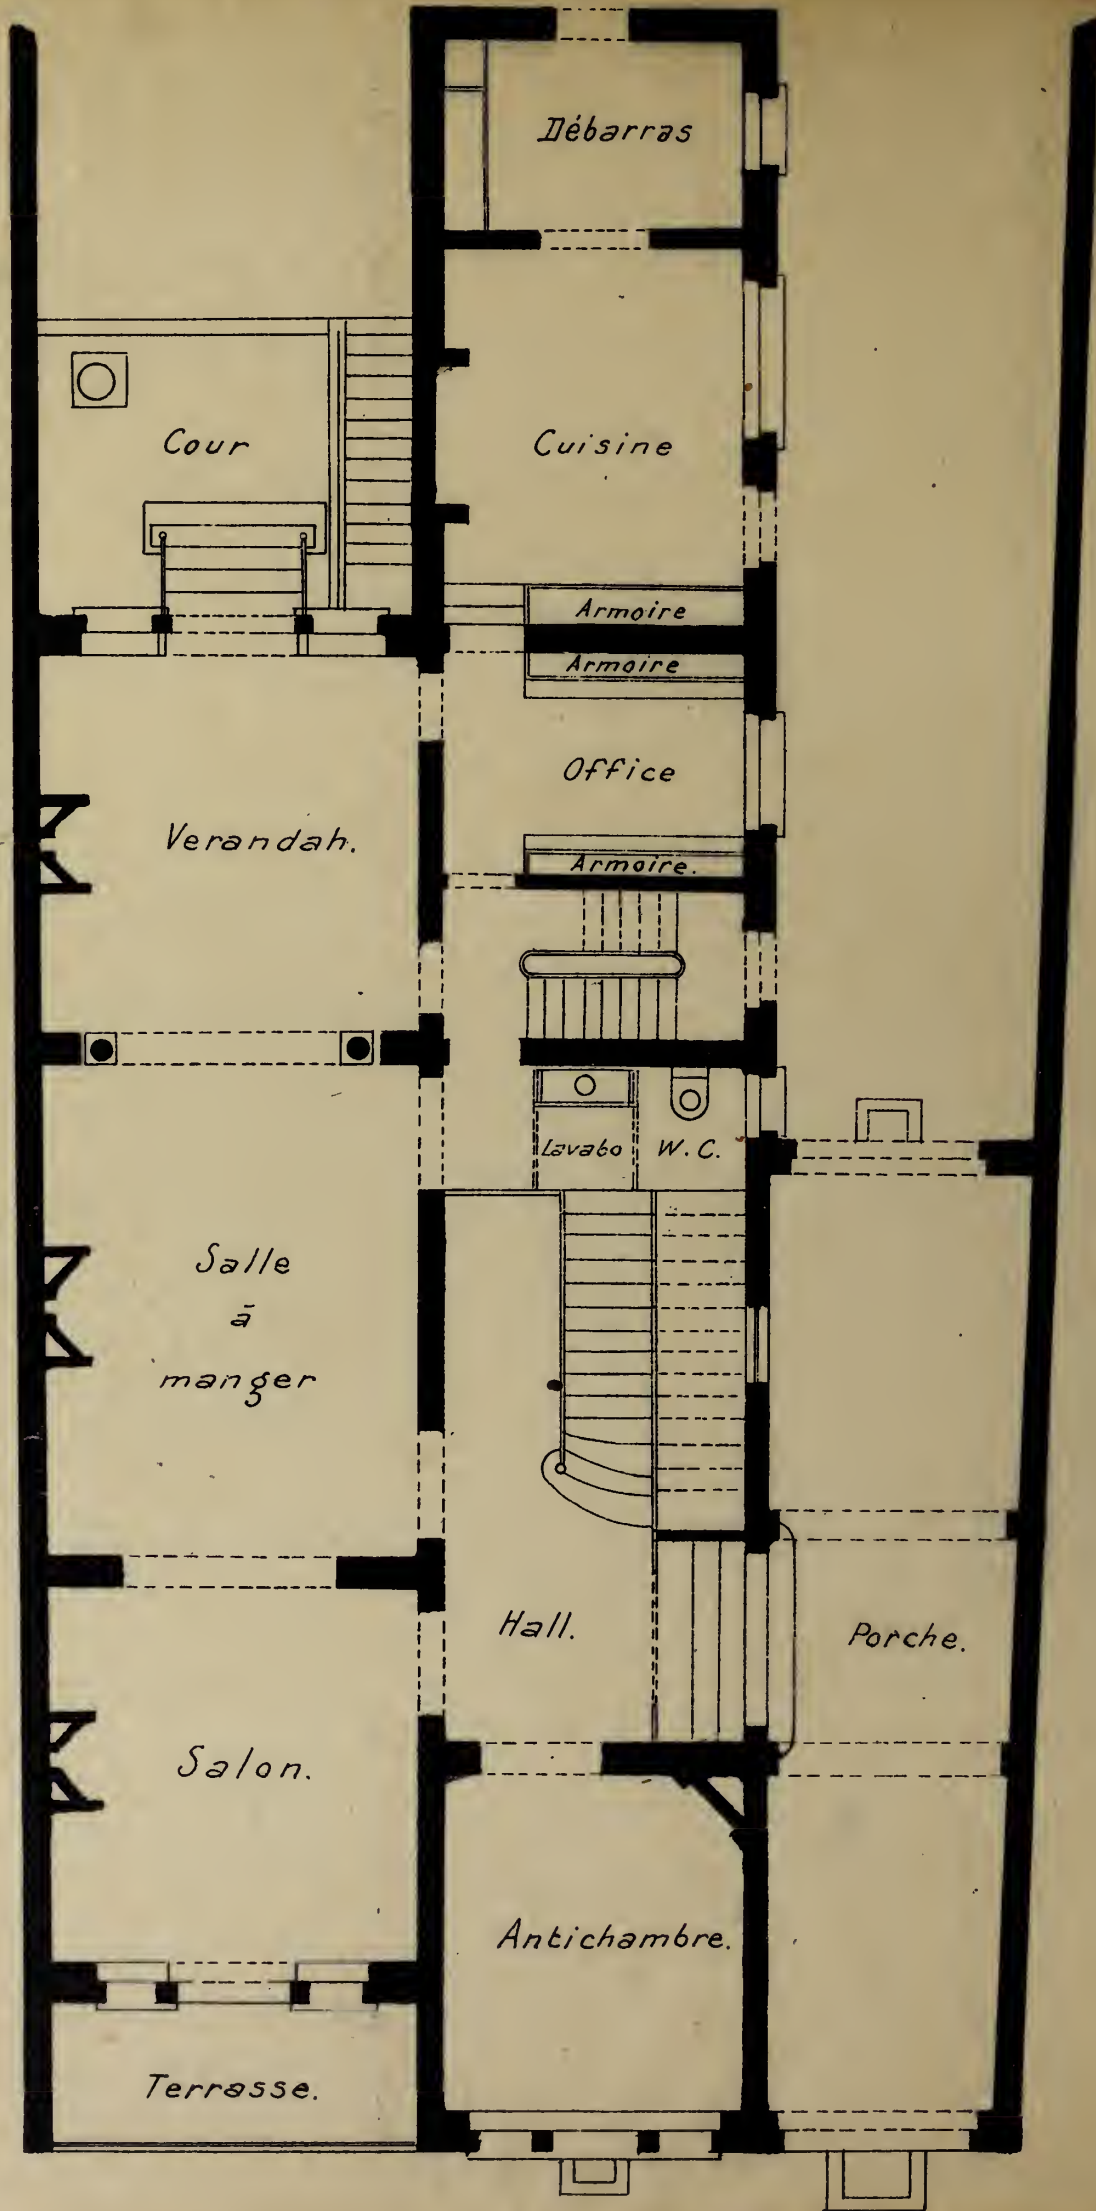 Débarras
Cour
Cuisine
Armoire
Armoire
Office
Verandah.
Armoire.
Lavabo
W.C.
Salle
à
manger
Hall.
Porche.
Salon.
Antichambre.
Terrasse.